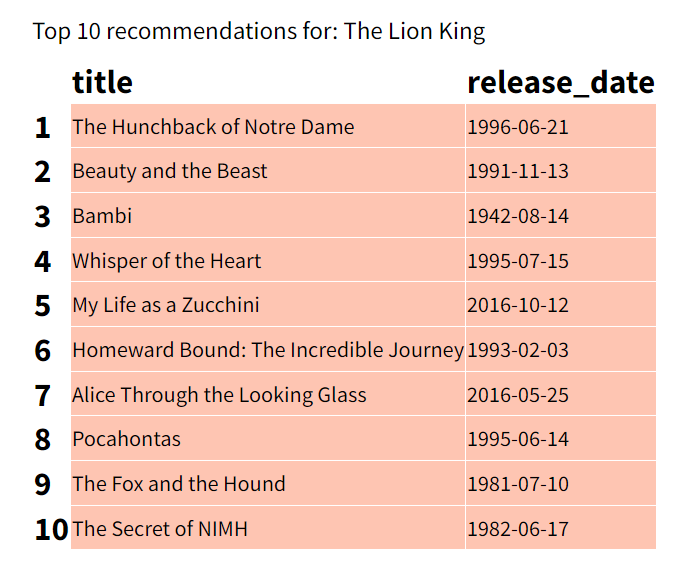 Top 10 recommendations for: The Lion King
title release_date
1 The Hunchback of Notre Dame 1996-06-21
2 Beauty and the Beast 1991-11-13
3 Bambi 1942-08-14
4 Whisper of the Heart 1995-07-15
5 My Life as a Zucchini 2016-10-12
6 Homeward Bound: The Incredible Journey 1993-02-03
7 Alice Through the Looking Glass 2016-05-25
8 Pocahontas 1995-06-14
9 The Fox and the Hound 1981-07-10
10 The Secret of NIMH 1982-06-17